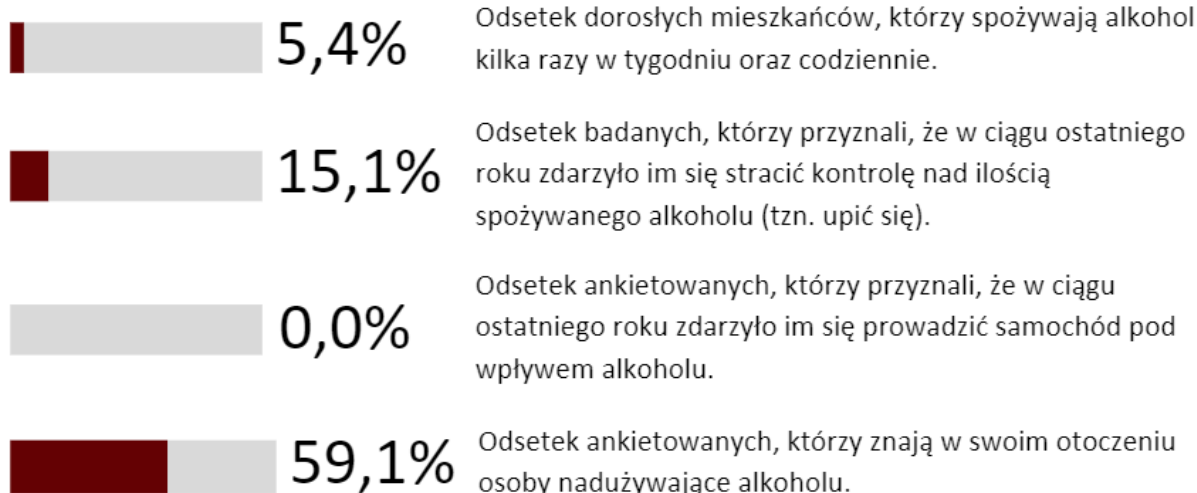 5,4%
Odsetek dorosłych mieszkańców, którzy spożywają alkohol
kilka razy w tygodniu oraz codziennie.
15,1%
Odsetek badanych, którzy przyznali, że w ciągu ostatniego
roku zdarzyło im się stracić kontrolę nad ilością
spożywanego alkoholu (tzn. upić się).
0,0%
Odsetek ankietowanych, którzy przyznali, że w ciągu
ostatniego roku zdarzyło im się prowadzić samochód pod
wpływem alkoholu.
59,1%
Odsetek ankietowanych, którzy znają w swoim otoczeniu
osoby nadużywające alkoholu.